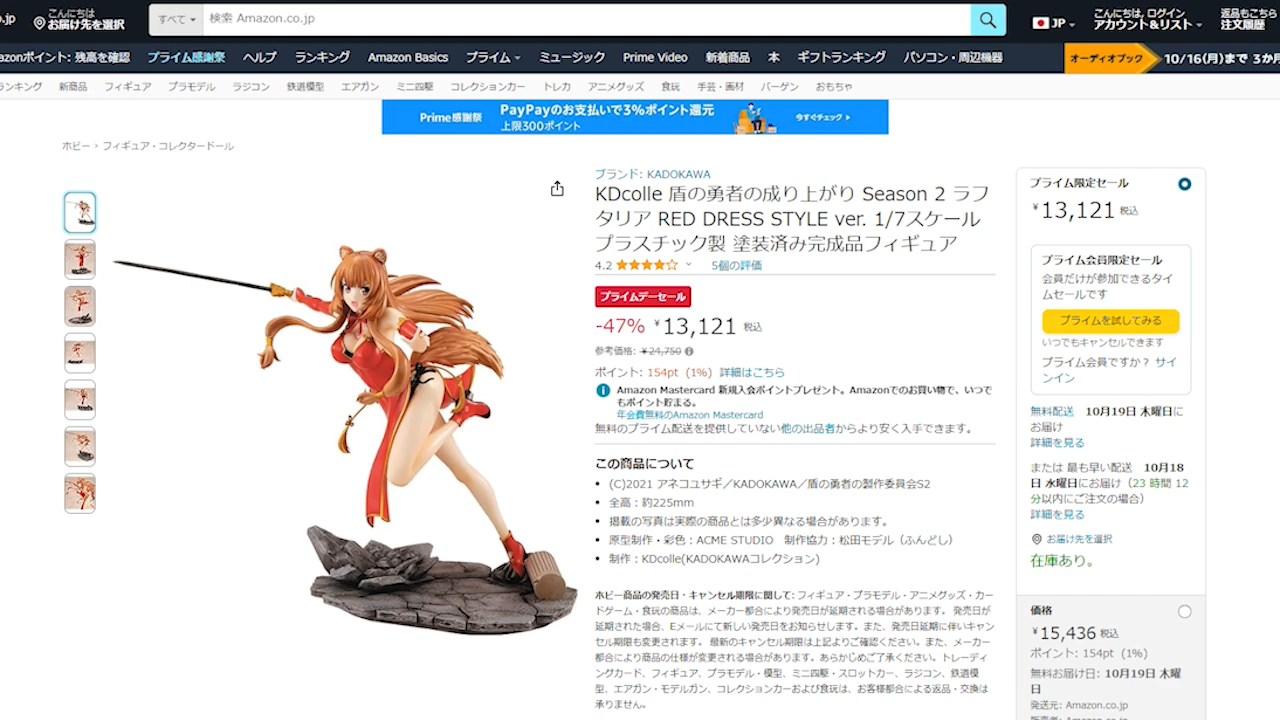 .jp
こんにちは
お届け先を選択
すべて
検索 Amazon.co.jp
JP
こんにちは, ログイン
アカウント&リスト
返品もこちら
注文履歴
azonポイント: 残高を確認
プライム感謝祭
ヘルプ
ランキング
Amazon Basics
プライム
ミュージック
Prime Video
新着商品
本
ギフトランキング
パソコン・周辺機器
オーディオブック
10/16(月)まで 3か月
ランキング
新商品
フィギュア
プラモデル
ラジコン
鉄道模型
エアガン
ミニ四駆
コレクションカー
トレカ
アニメグッズ
食玩
手芸・画材
バーゲン
おもちゃ
Prime感謝祭
PayPayのお支払いで3%ポイント還元
上限300ポイント
今すぐチェック
ホビー › フィギュア・コレクタードール
ブランド: KADOKAWA
KDcolle 盾の勇者の成り上がり Season 2 ラフ
タリア RED DRESS STYLE ver. 1/7スケール
プラスチック製 塗装済み完成品フィギュア
4.2
5個の評価
プライムデーセール
-47% ¥13,121 税込
参考価格: ¥24,750
ポイント: 154pt (1%) 詳細はこちら
Amazon Mastercard 新規入会ポイントプレゼント。Amazonでのお買い物で、いつで
もポイント貯まる。
年会費無料のAmazon Mastercard
無料のプライム配送を提供していない他の出品者からより安く入手できます。
この商品について
• (C)2021 アネコユサギ/KADOKAWA/盾の勇者の製作委員会S2
• 全高:約225mm
• 掲載の写真は実際の商品とは多少異なる場合があります。
• 原型制作・彩色:ACME STUDIO 制作協力:松田モデル(ふんどし)
• 制作:KDcolle(KADOKAWAコレクション)
ホビー商品の発売日・キャンセル期限に関して: フィギュア・プラモデル・アニメグッズ・カー
ドゲーム・食玩の商品は、メーカー都合により発売日が延期される場合があります。 発売日が
延期された場合、Eメールにて新しい発売日をお知らせします。また、発売日延期に伴いキャン
セル期限も変更されます。 最新のキャンセル期限は上記よりご確認ください。また、メーカー
都合により商品の仕様が変更される場合があります。あらかじめご了承ください。トレーディ
ングカード、フィギュア、プラモデル・模型、ミニ四駆・スロットカー、ラジコン、鉄道模
型、エアガン・モデルガン、コレクションカーおよび食玩は、お客様都合による返品・交換は
承りません。
プライム限定セール
¥13,121 税込
プライム会員限定セール
会員だけが参加できるタイ
ムセールです
プライムを試してみる
いつでもキャンセルできます
プライム会員ですか? サイ
ンイン
無料配送 10月19日 木曜日に
お届け
詳細を見る
または 最も早い配送 10月18
日 水曜日にお届け(23 時間 12
分以内にご注文の場合)
詳細を見る
お届け先を選択
在庫あり。
価格
¥15,436 税込
ポイント: 154pt (1%)
無料お届け日: 10月19日 木曜
日
発送元: Amazon.co.jp